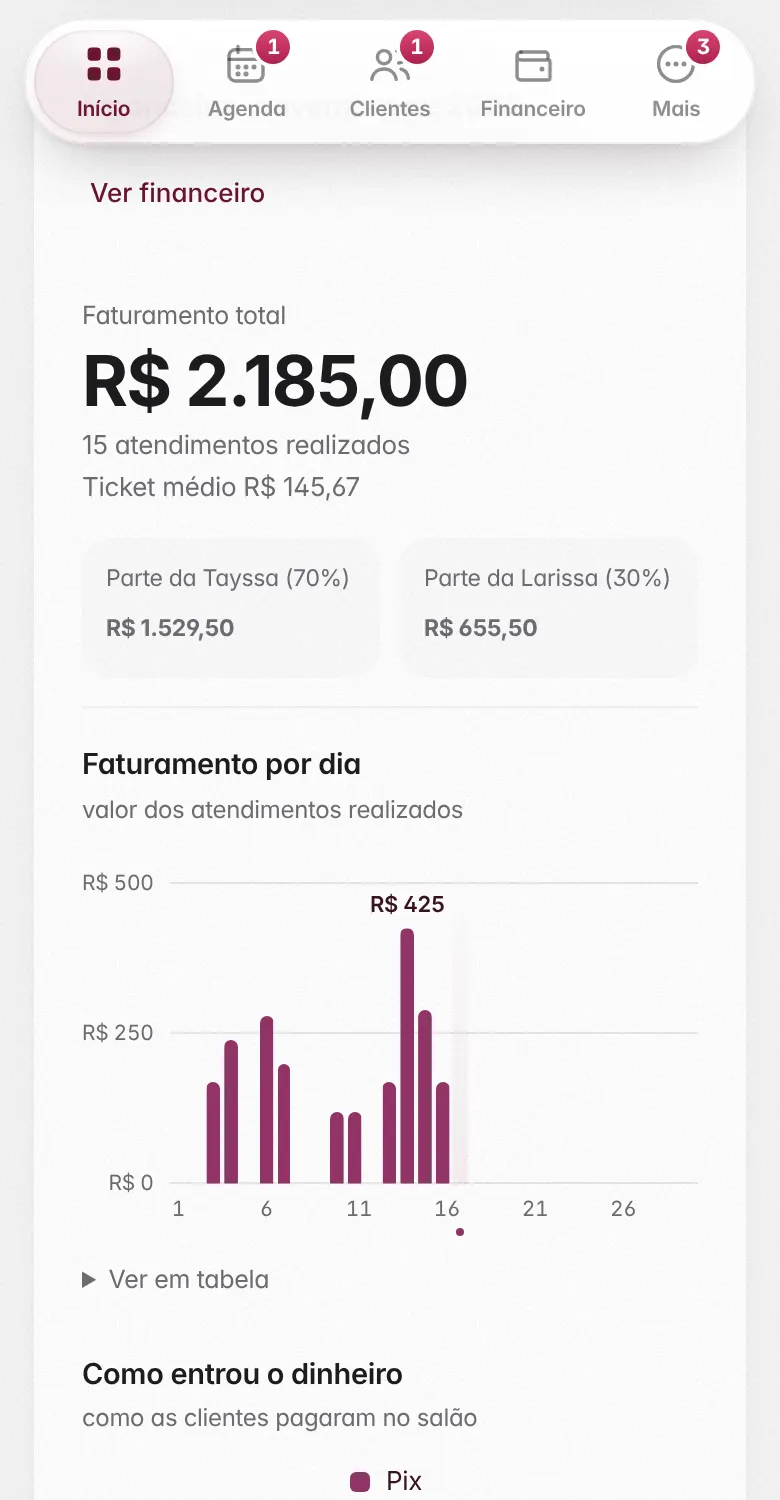 1
1
3
Início
Agenda
Clientes
Financeiro
Mais
Ver financeiro
Faturamento total
R$ 2.185,00
15 atendimentos realizados
Ticket médio R$ 145,67
Parte da Tayssa (70%)
R$ 1.529,50
Parte da Larissa (30%)
R$ 655,50
Faturamento por dia
valor dos atendimentos realizados
R$ 500
R$ 425
R$ 250
R$ 0
1 6 11 16 21 26
Ver em tabela
Como entrou o dinheiro
como as clientes pagaram no salão
Pix